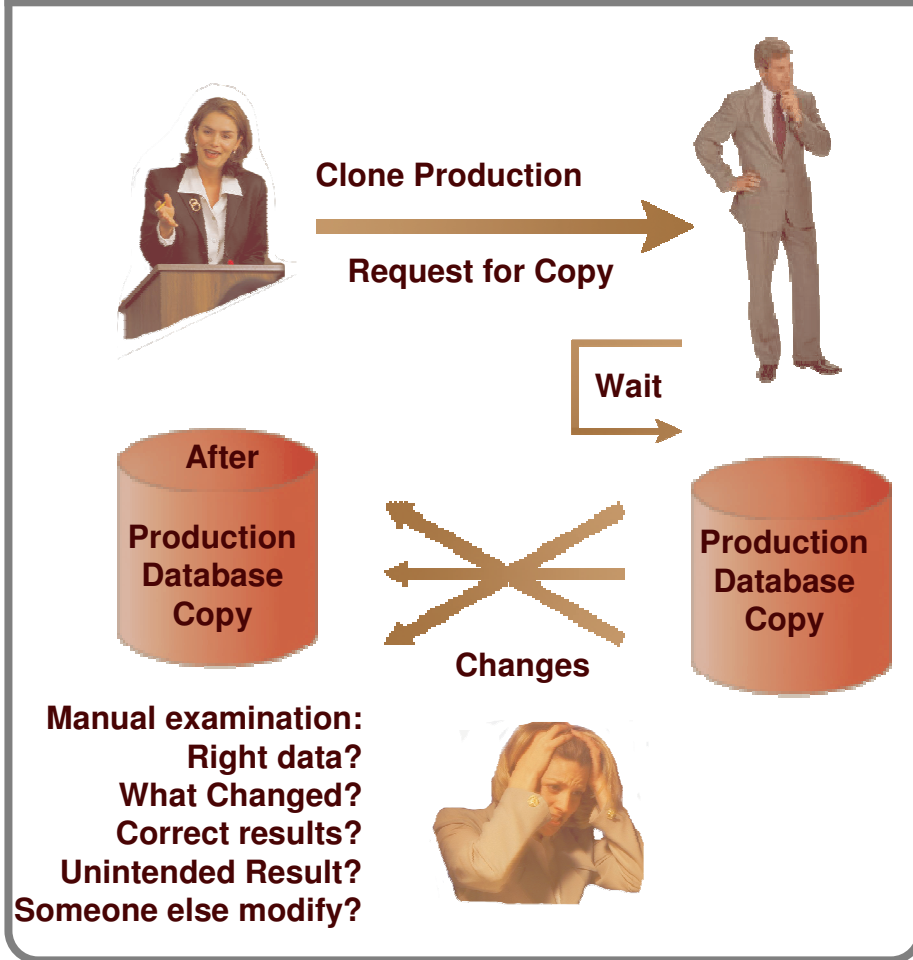 Clone Production
Request for Copy
Wait
After
Production
Database
Copy
Production
Database
Copy
Changes
Manual examination:
Right data?
What Changed?
Correct results?
Unintended Result?
Someone else modify?